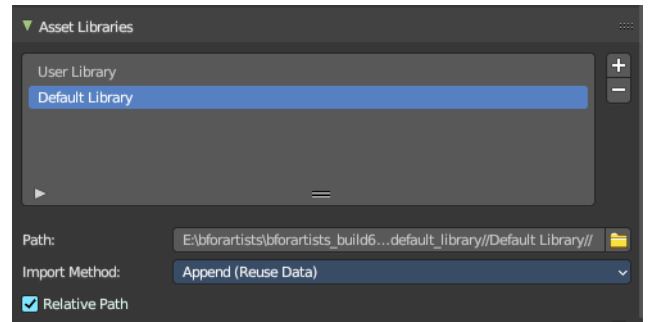 Asset Libraries
User Library
Default Library
Path: E:\bforartists\bforartists_build6...default_library//Default Library//
Import Method: Append (Reuse Data)
Relative Path